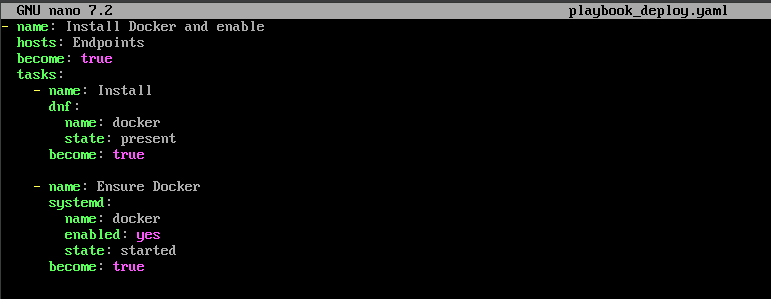 GNU nano 7.2 playbook_deploy.yaml
- name: Install Docker and enable
  hosts: Endpoints
  become: true
  tasks:
    - name: Install
      dnf:
        name: docker
        state: present
      become: true

    - name: Ensure Docker
      systemd:
        name: docker
        enabled: yes
        state: started
      become: true